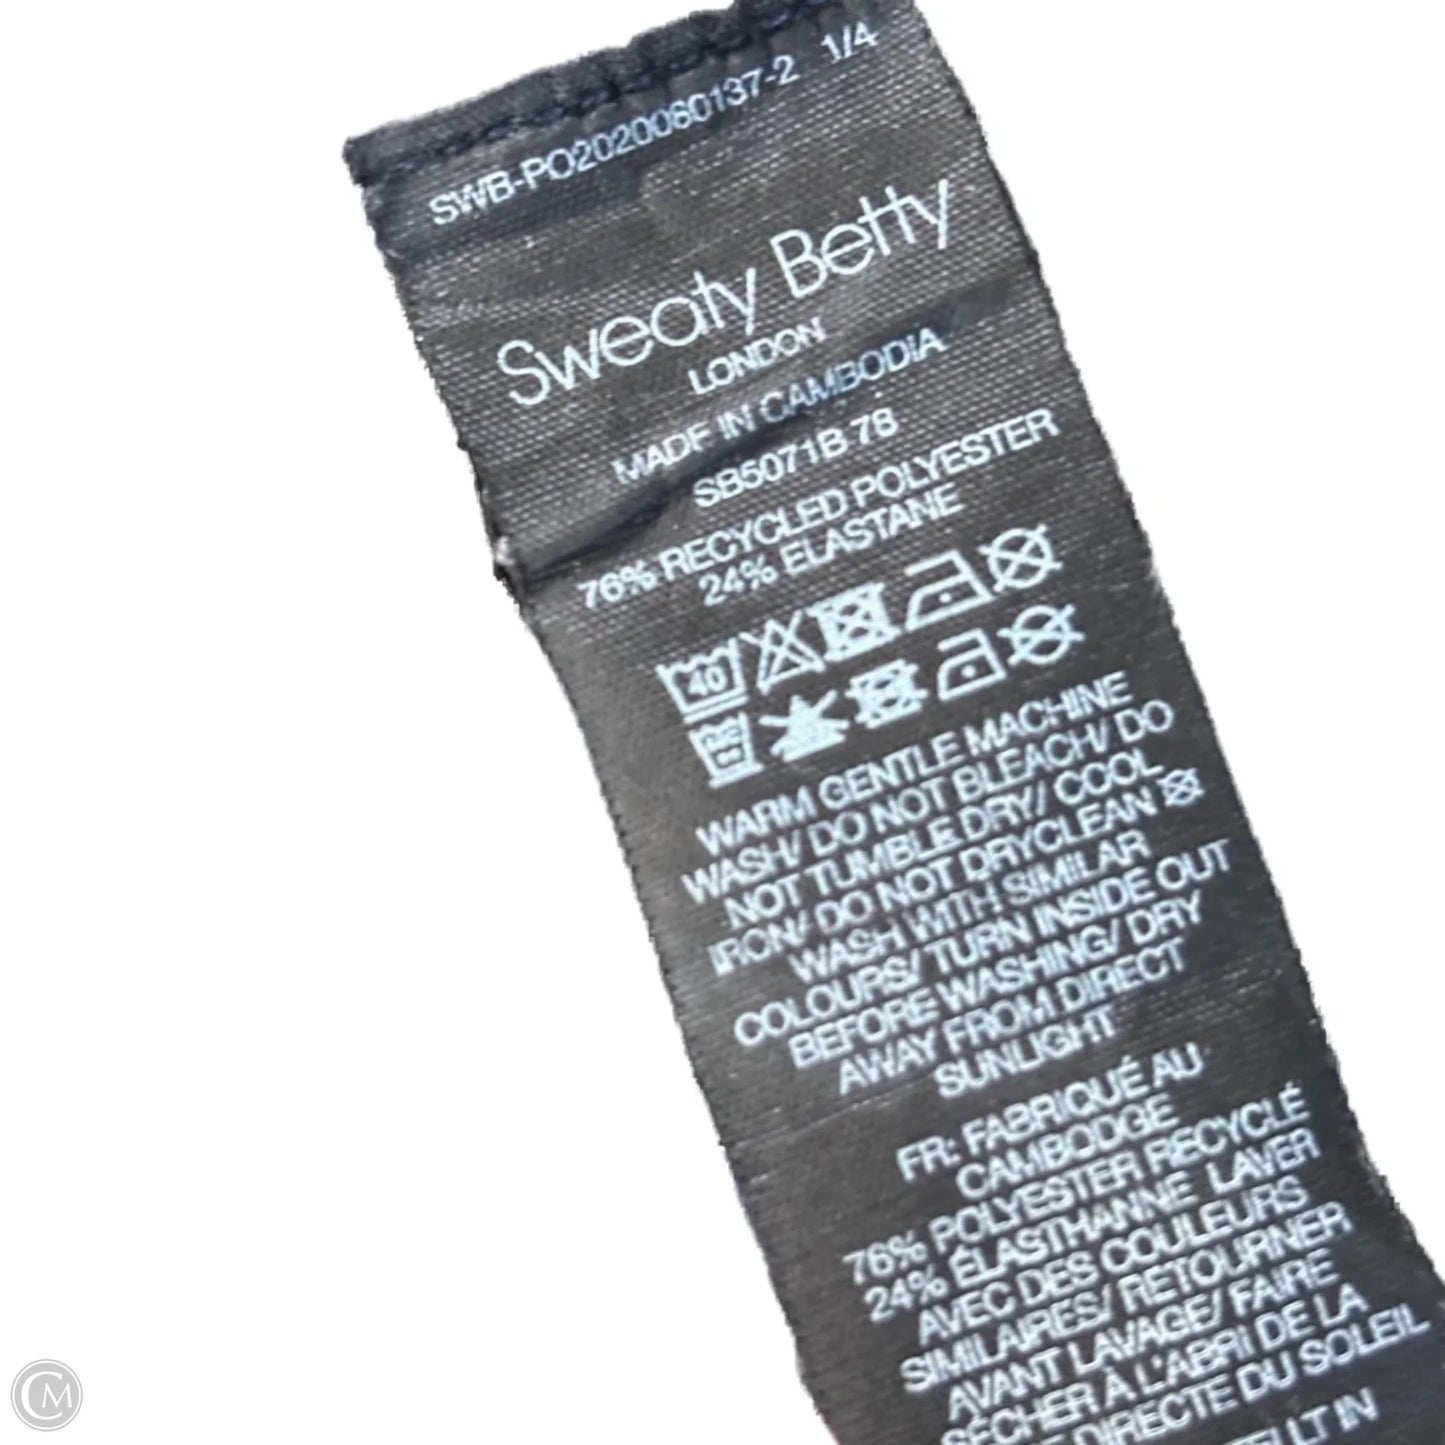 SWB-PO2020060137-2 1/4
Sweaty Betty
LONDON
MADE IN CAMBODIA
SB5071B 78
76% RECYCLED POLYESTER
24% ELASTANE
40
WARM GENTLE MACHINE
WASH/ DO NOT BLEACH/ DO
NOT TUMBLE DRY/ COOL
IRON/ DO NOT DRYCLEAN
WASH WITH SIMILAR
COLOURS/ TURN INSIDE OUT
BEFORE WASHING/ DRY
AWAY FROM DIRECT
SUNLIGHT
FR: FABRIQUÉ AU
CAMBODGE
76% POLYESTER RECYCLÉ
24% ÉLASTHANNE LAVER
AVEC DES COULEURS
SIMILAIRES/ RETOURNER
AVANT LAVAGE/ FAIRE
SÉCHER À L'ABRI DE LA
DIRECTE DU SOLEIL
IN
CM